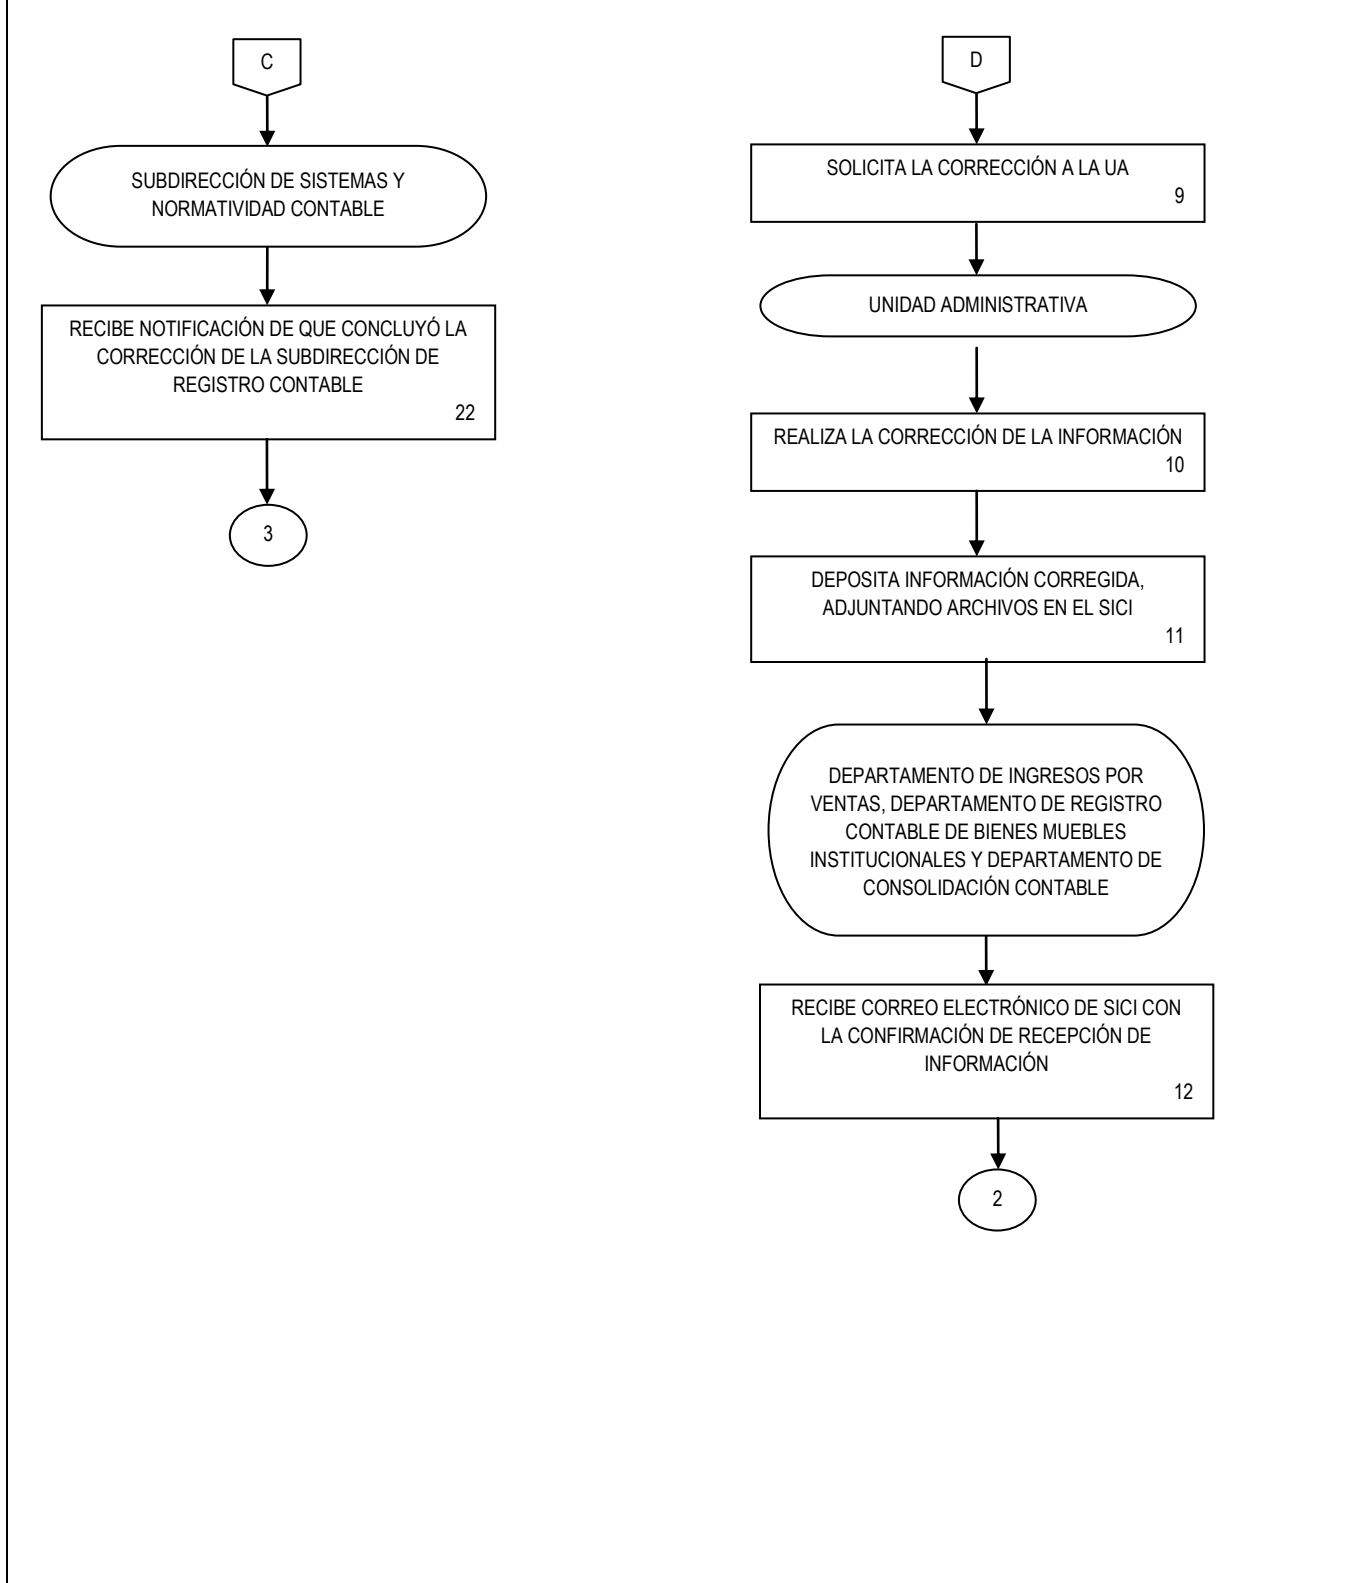 C
SUBDIRECCIÓN DE SISTEMAS Y
NORMATIVIDAD CONTABLE
RECIBE NOTIFICACIÓN DE QUE CONCLUYÓ LA
CORRECCIÓN DE LA SUBDIRECCIÓN DE
REGISTRO CONTABLE
22
3
D
SOLICITA LA CORRECCIÓN A LA UA
9
UNIDAD ADMINISTRATIVA
REALIZA LA CORRECCIÓN DE LA INFORMACIÓN
10
DEPOSITA INFORMACIÓN CORREGIDA,
ADJUNTANDO ARCHIVOS EN EL SICI
11
DEPARTAMENTO DE INGRESOS POR
VENTAS, DEPARTAMENTO DE REGISTRO
CONTABLE DE BIENES MUEBLES
INSTITUCIONALES Y DEPARTAMENTO DE
CONSOLIDACIÓN CONTABLE
RECIBE CORREO ELECTRÓNICO DE SICI CON
LA CONFIRMACIÓN DE RECEPCIÓN DE
INFORMACIÓN
12
2